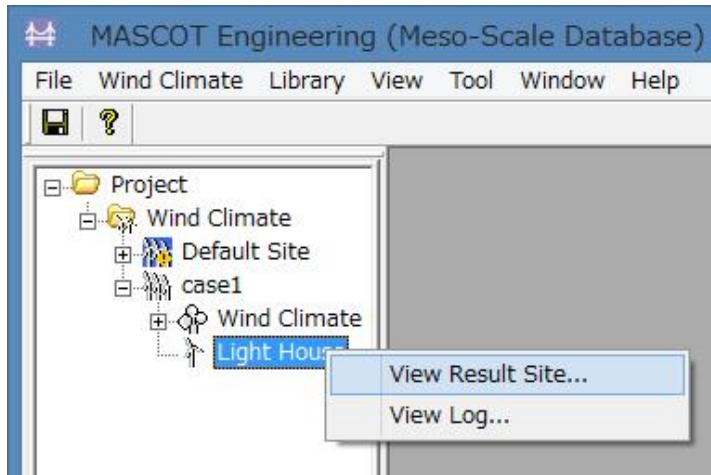 MASCOT Engineering (Meso-Scale Database)
File Wind Climate Library View Tool Window Help
Project
Wind Climate
Default Site
case1
Wind Climate
Light House
View Result Site...
View Log...